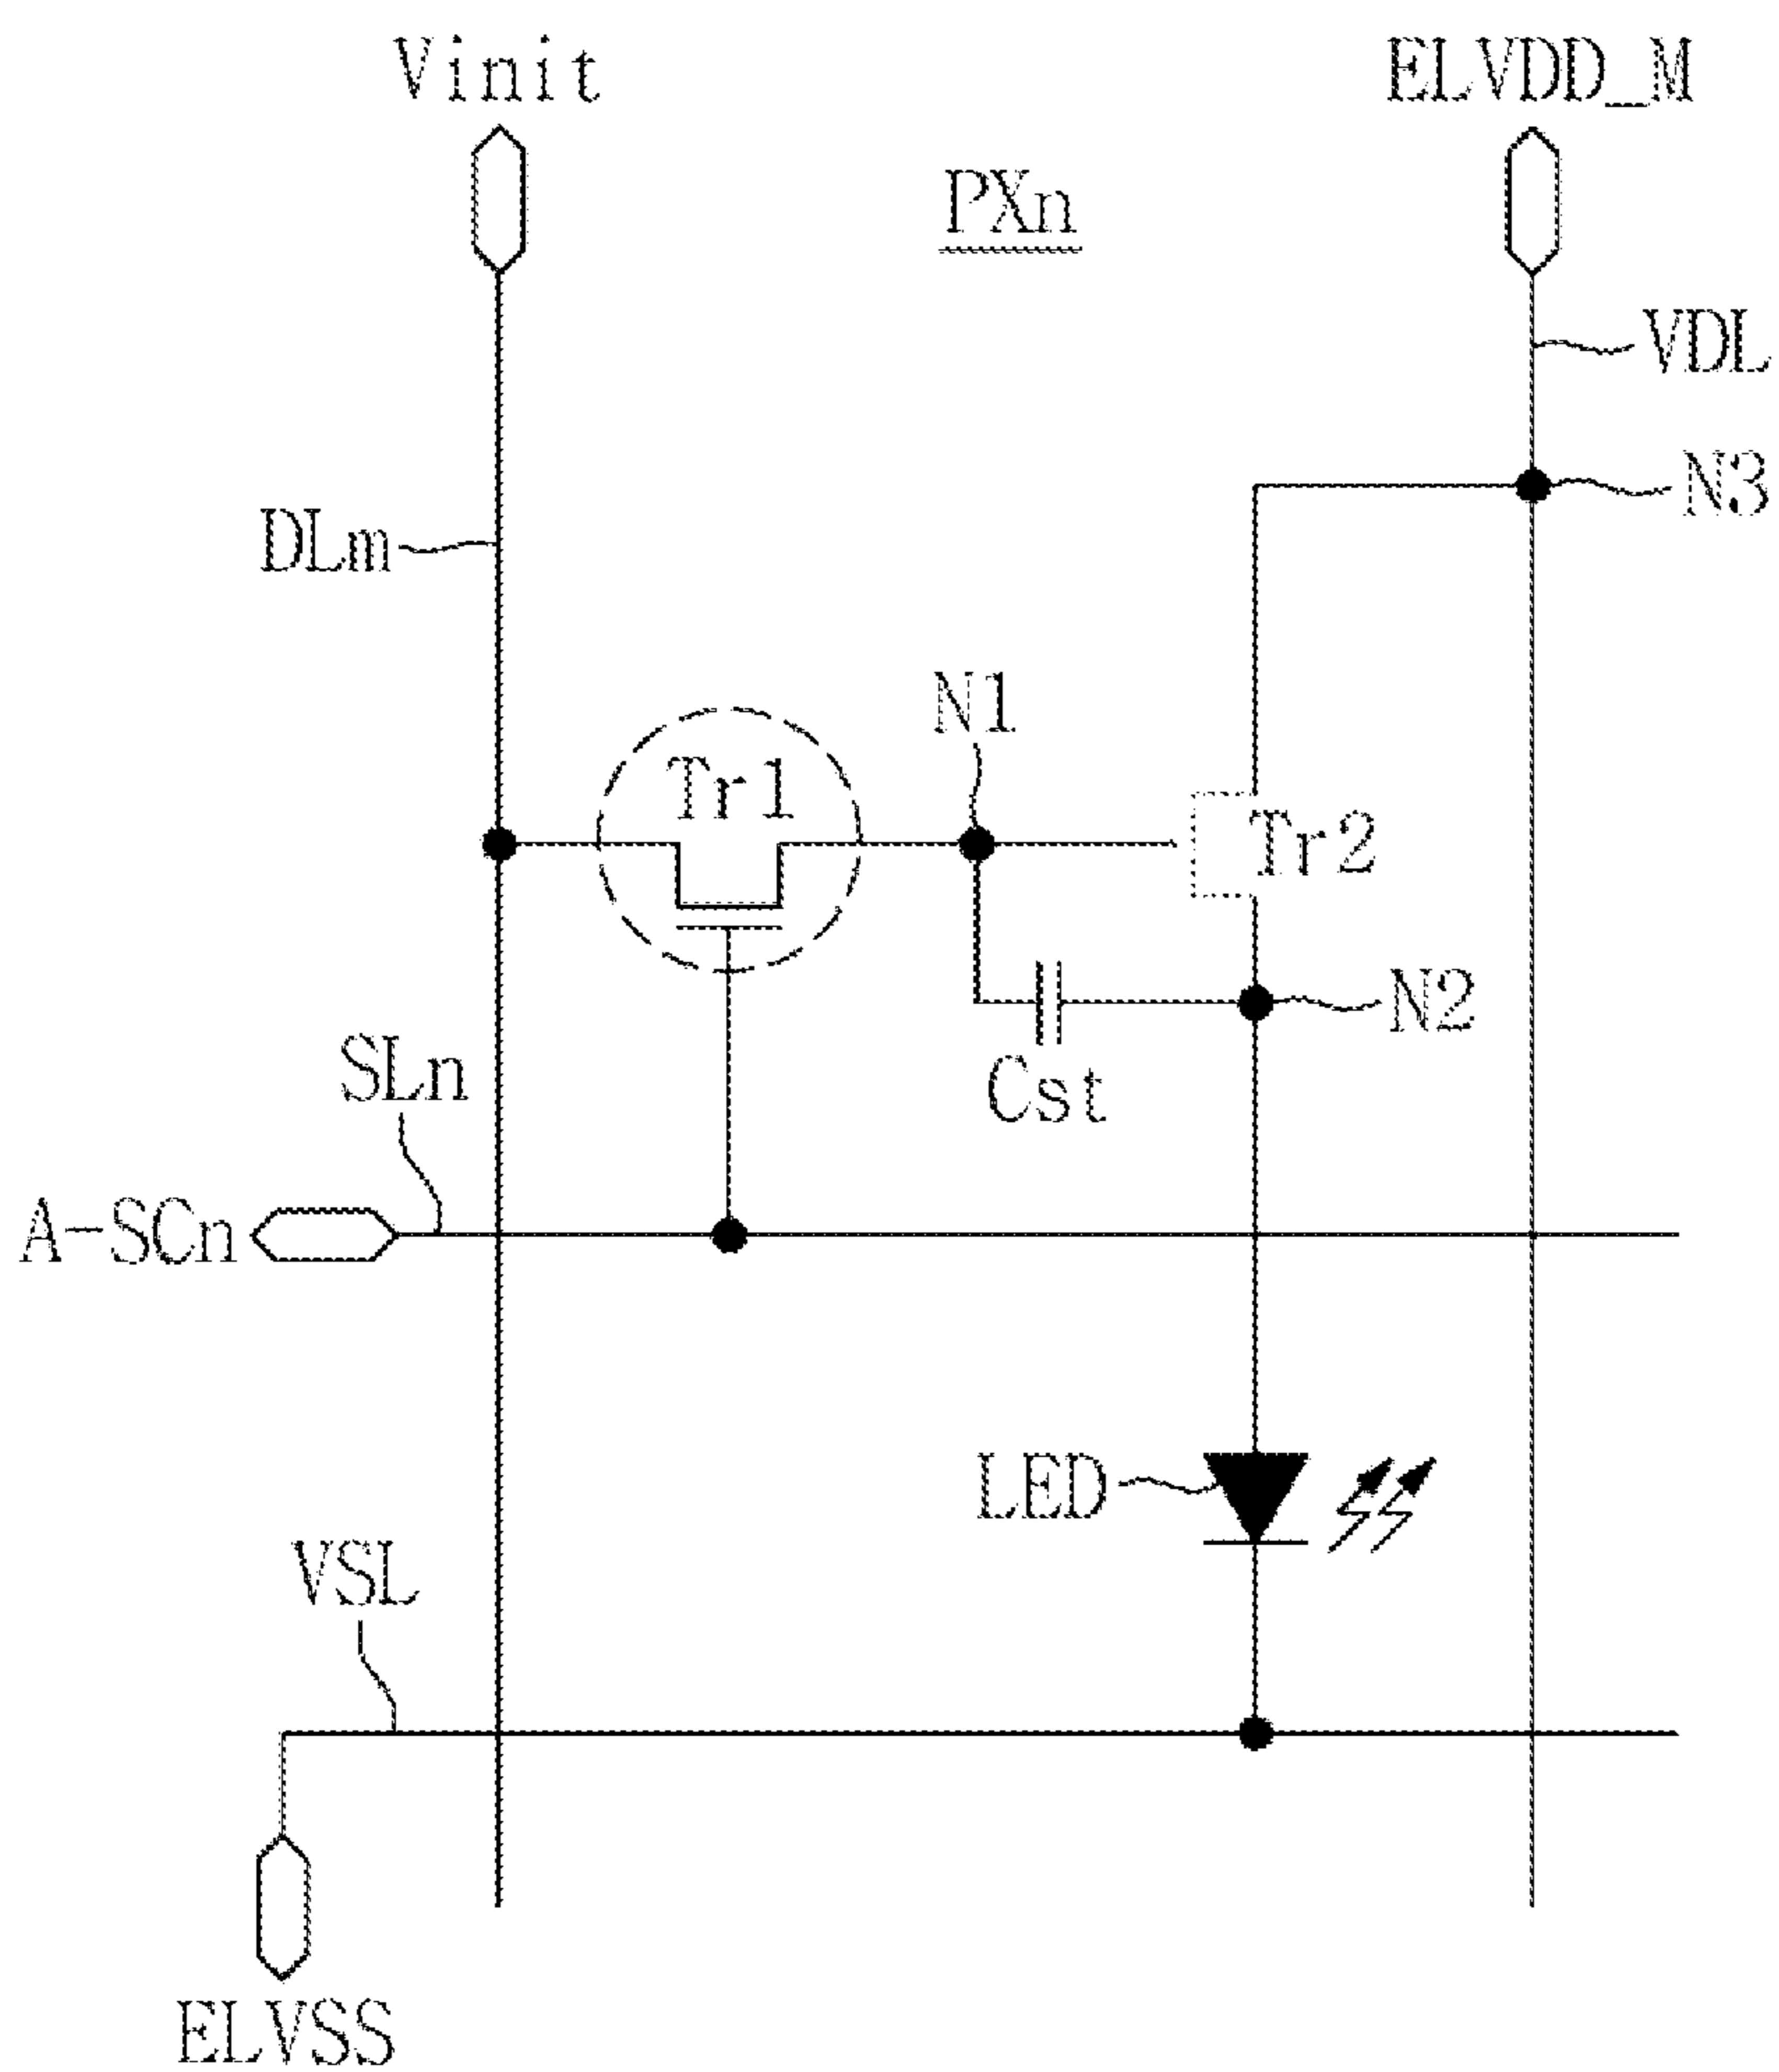 Vinit
ELVDD_M
PXn
VDL
N3
DLm
N1
Tr1
Tr2
N2
SLn
Cst
A-SCn
LED
VSL
ELVSS